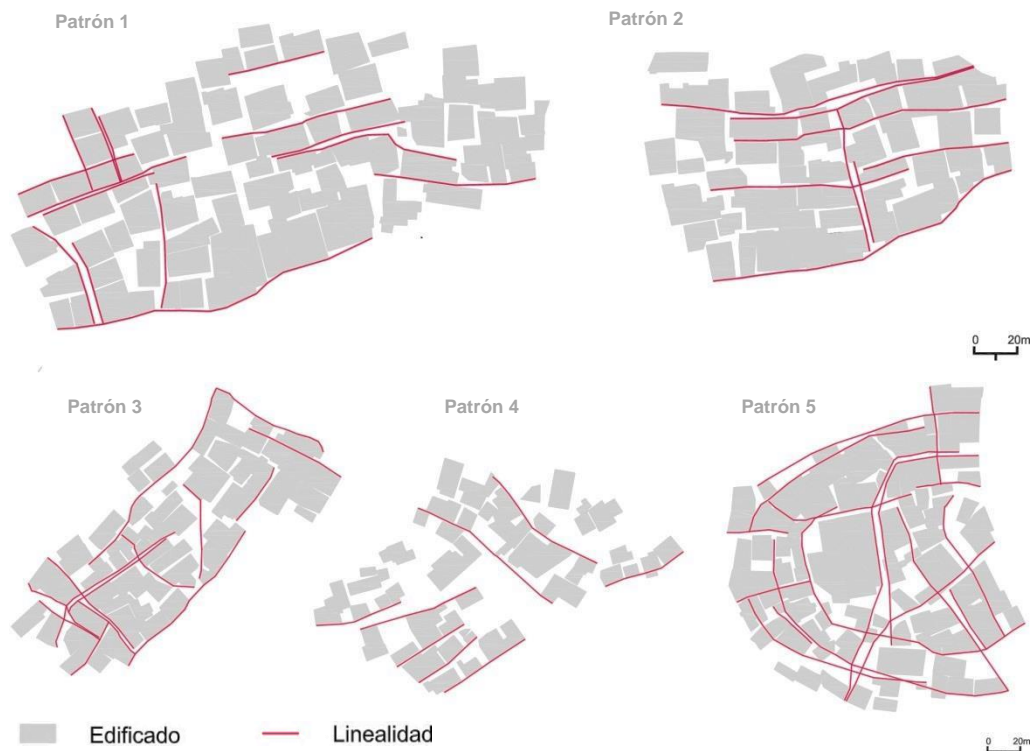 Patrón 1
Patrón 2
0 20m
Patrón 3
Patrón 4
Patrón 5
Edificado
Linealidad
0 20m